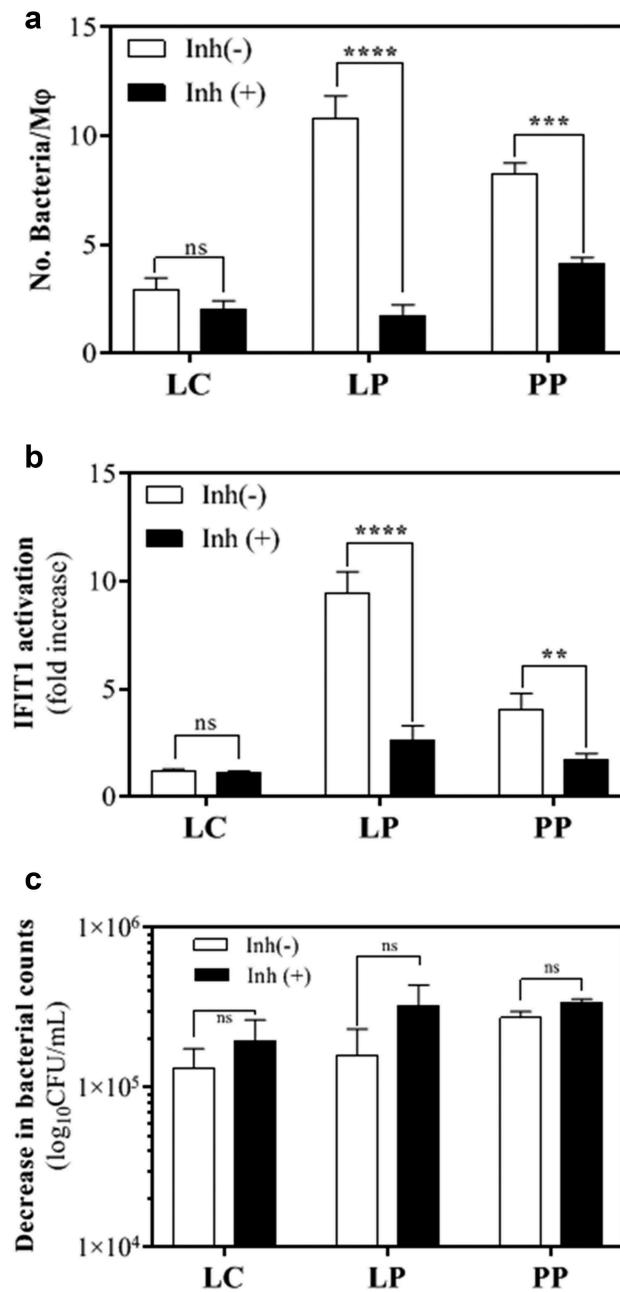 a
15
10
5
0
No. Bacteria/Mφ
Inh(-)
Inh (+)
ns
****
***
LC LP PP
b
15
10
5
0
IFIT1 activation
(fold increase)
Inh(-)
Inh (+)
ns
****
**
LC LP PP
c
1×10⁶
1×10⁵
1×10⁴
Decrease in bacterial counts
(log₁₀CFU/mL)
Inh(-)
Inh (+)
ns
ns
ns
LC LP PP